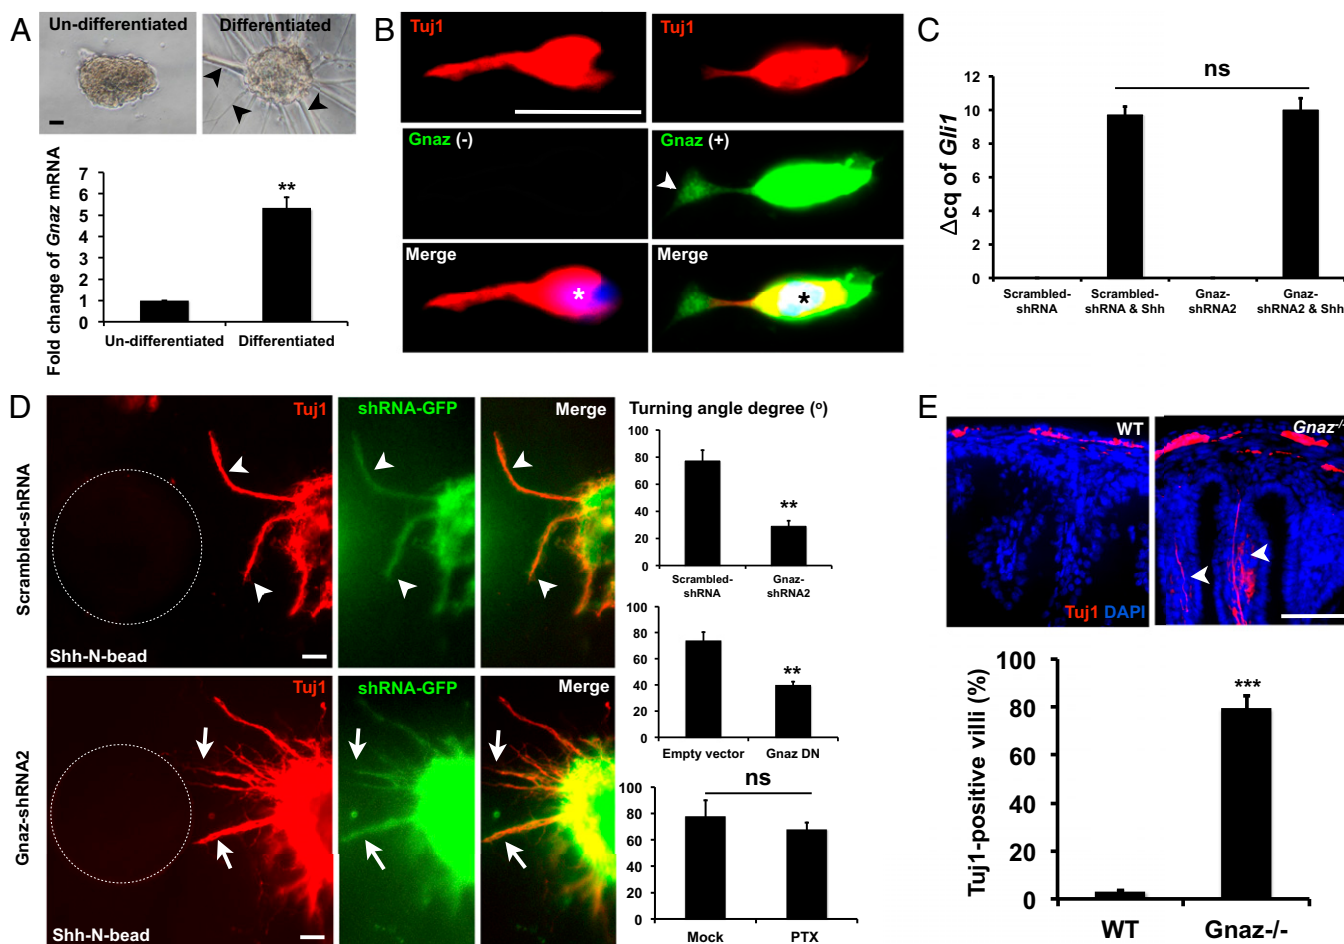 A
Un-differentiated
Differentiated
Fold change of Gnaz mRNA
7
6
5
4
3
2
1
0
**
Un-differentiated
Differentiated
B
Tuj1
Tuj1
Gnaz (-)
Gnaz (+)
Merge
*
Merge
*
C
Δcq of Gli1
12
10
8
6
4
2
0
ns
Scrambled-
shRNA
Scrambled-
shRNA & Shh
Gnaz-
shRNA2
Gnaz-
shRNA2 & Shh
D
Scrambled-shRNA
Tuj1
Shh-N-bead
shRNA-GFP
Merge
Gnaz-shRNA2
Tuj1
Shh-N-bead
shRNA-GFP
Merge
Turning angle degree (º)
100
80
60
40
20
0
**
Scrambled-
shRNA
Gnaz-
shRNA2
100
80
60
40
20
0
**
Empty vector
Gnaz DN
100
80
60
40
20
0
ns
Mock
PTX
E
WT
Tuj1 DAPI
Gnaz-/-
Tuj1-positive villi (%)
100
80
60
40
20
0
***
WT
Gnaz-/-